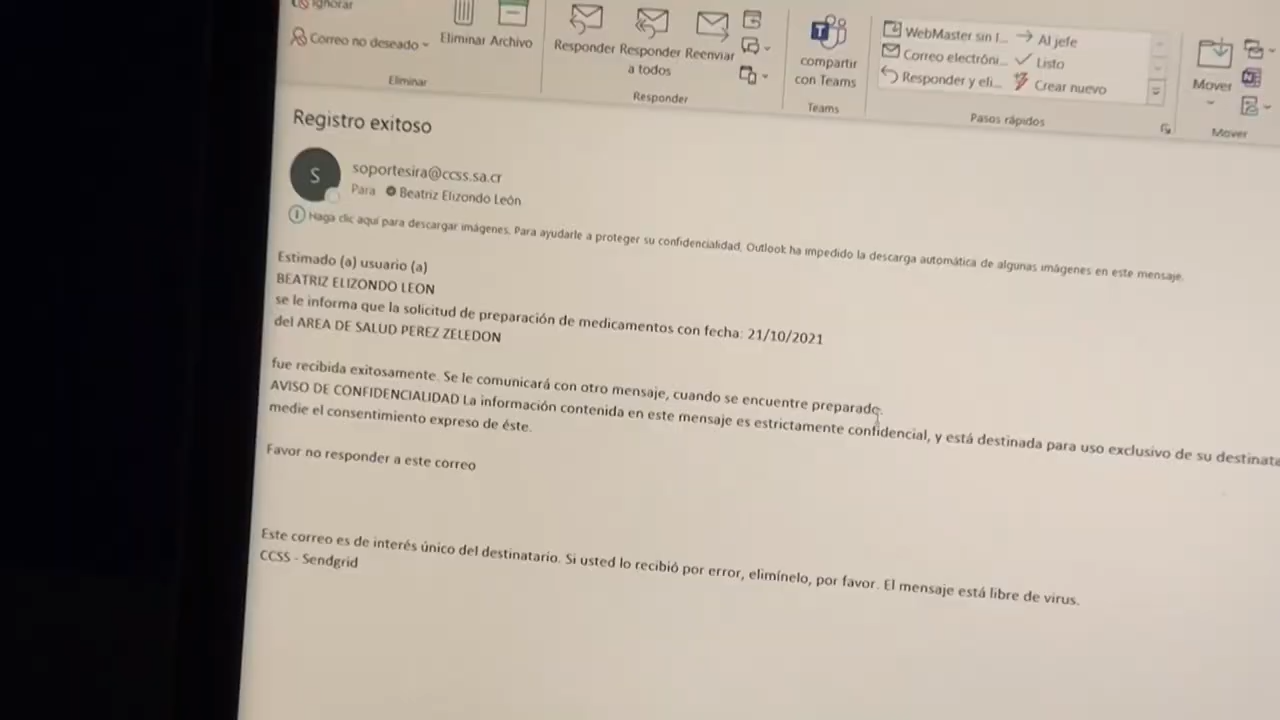 Ignorar
Correo no deseado
Eliminar Archivo
Eliminar
Responder Responder Reenviar
a todos
Responder
compartir
con Teams
Teams
WebMaster sin I... Al jefe
Correo electróni... Listo
Responder y eli... Crear nuevo
Pasos rápidos
Mover
Mover
Registro exitoso
S
soportesira@ccss.sa.cr
Para Beatriz Elizondo León
Haga clic aquí para descargar imágenes. Para ayudarle a proteger su confidencialidad, Outlook ha impedido la descarga automática de algunas imágenes en este mensaje.
Estimado (a) usuario (a)
BEATRIZ ELIZONDO LEON
se le informa que la solicitud de preparación de medicamentos con fecha: 21/10/2021
del AREA DE SALUD PEREZ ZELEDON
fue recibida exitosamente. Se le comunicará con otro mensaje, cuando se encuentre preparado.
AVISO DE CONFIDENCIALIDAD La información contenida en este mensaje es estrictamente confidencial, y está destinada para uso exclusivo de su destinata
medie el consentimiento expreso de éste.
Favor no responder a este correo
Este correo es de interés único del destinatario. Si usted lo recibió por error, elimínelo, por favor. El mensaje está libre de virus.
CCSS - Sendgrid